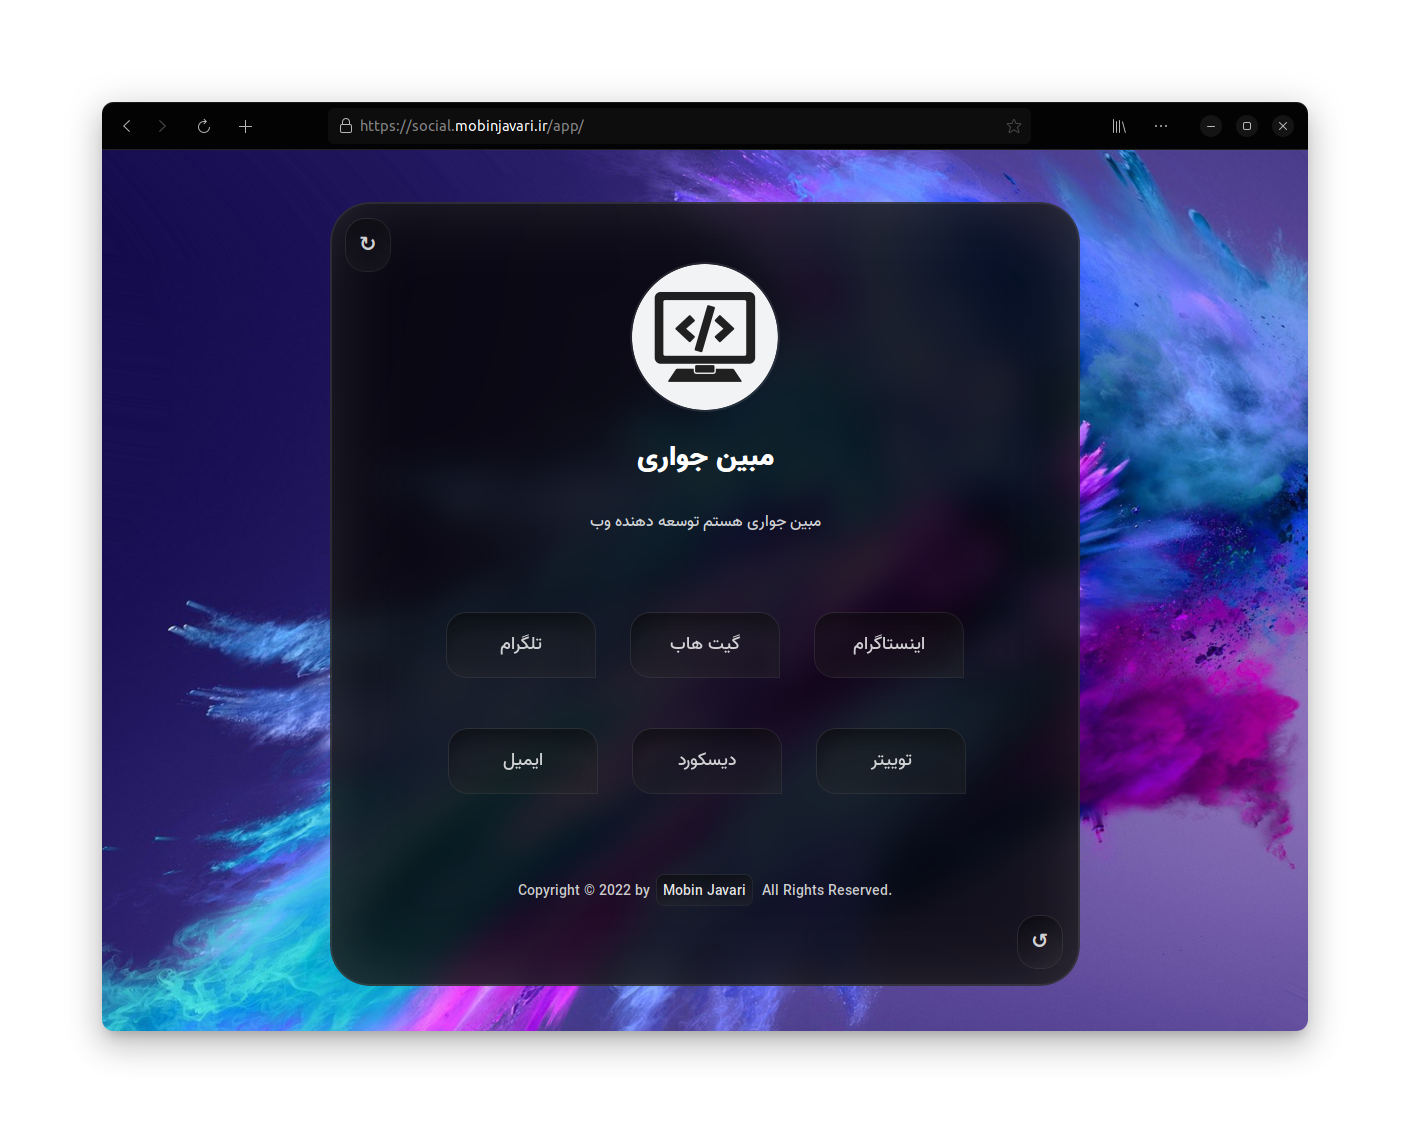 https://social.mobinjavari.ir/app/
↻
</>
مبین جواری
مبین جواری هستم توسعه دهنده وب
اینستاگرام گیت هاب تلگرام
توییتر دیسکورد ایمیل
Copyright © 2022 by Mobin Javari All Rights Reserved.
↺